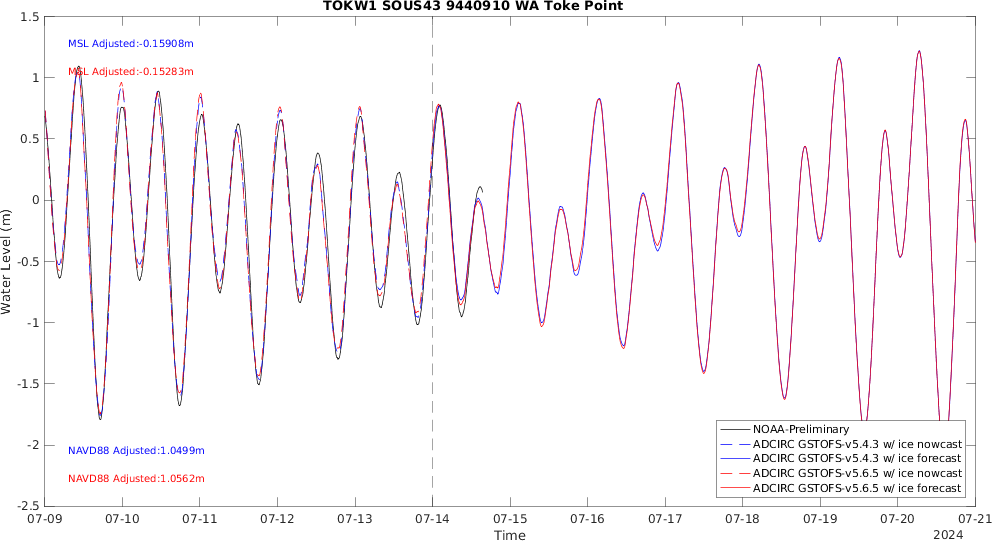 TOKW1 SOUS43 9440910 WA Toke Point
MSL Adjusted:-0.15908m
MSL Adjusted:-0.15283m
NAVD88 Adjusted:1.0499m
NAVD88 Adjusted:1.0562m
Water Level (m)
1.5
1
0.5
0
-0.5
-1
-1.5
-2
-2.5
NOAA-Preliminary
ADCIRC GSTOFS-v5.4.3 w/ ice nowcast
ADCIRC GSTOFS-v5.4.3 w/ ice forecast
ADCIRC GSTOFS-v5.6.5 w/ ice nowcast
ADCIRC GSTOFS-v5.6.5 w/ ice forecast
07-09 07-10 07-11 07-12 07-13 07-14 07-15 07-16 07-17 07-18 07-19 07-20 07-21
Time
2024